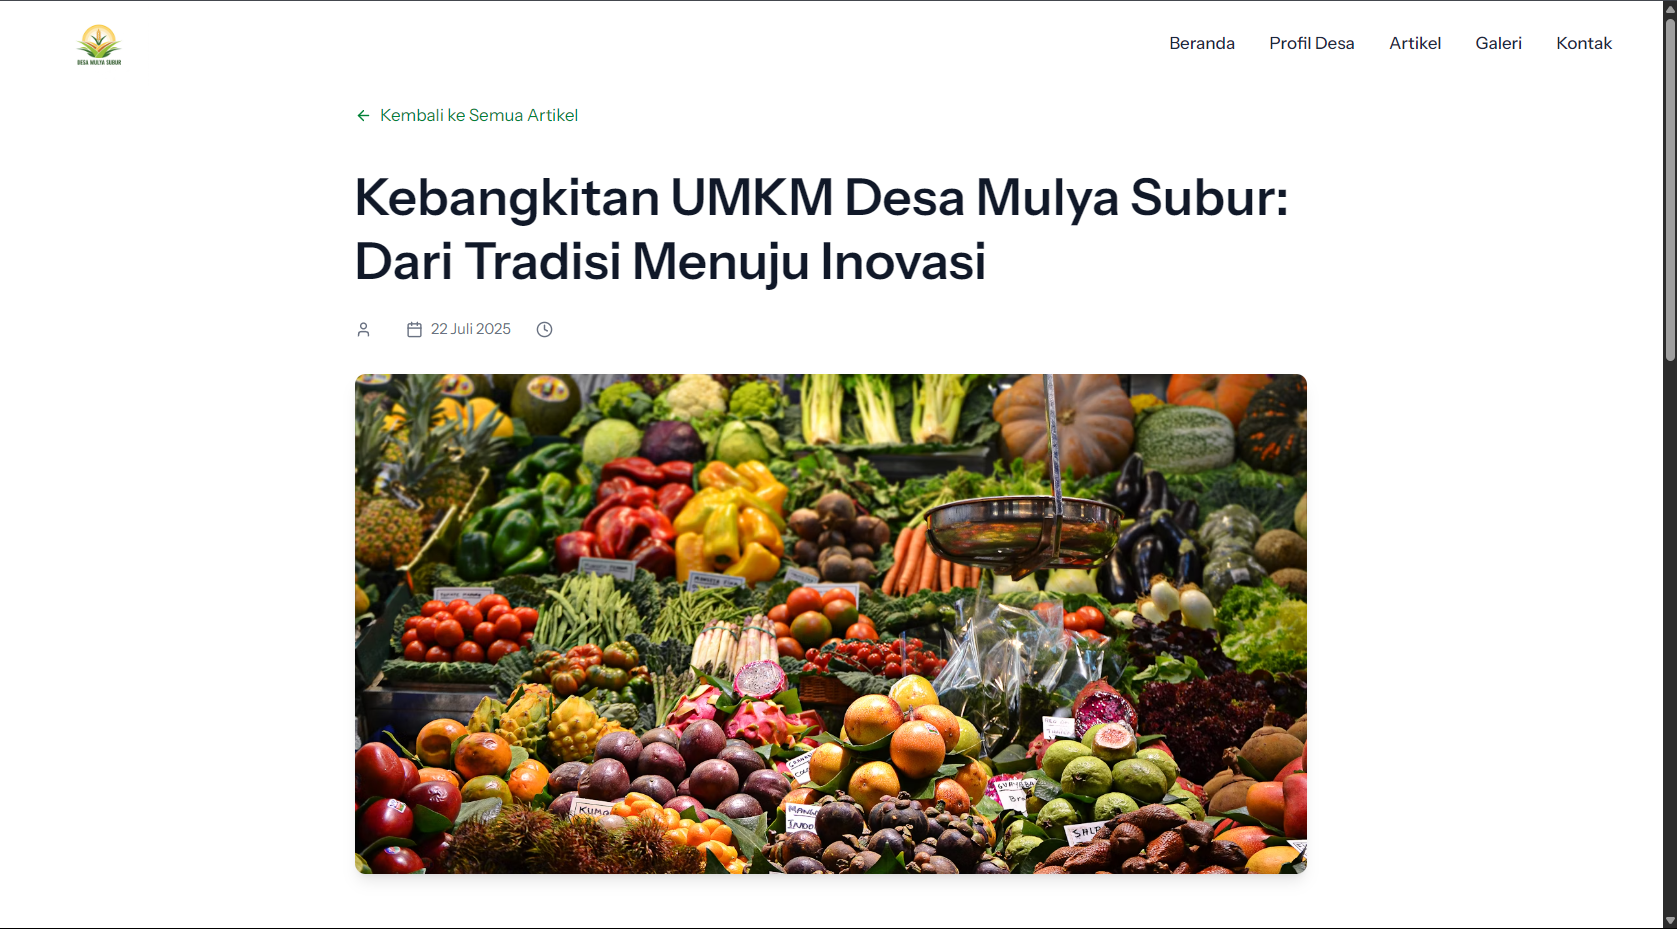 DESA MULYA SUBUR
Beranda
Profil Desa
Artikel
Galeri
Kontak
Kembali ke Semua Artikel
Kebangkitan UMKM Desa Mulya Subur:
Dari Tradisi Menuju Inovasi
22 Juli 2025